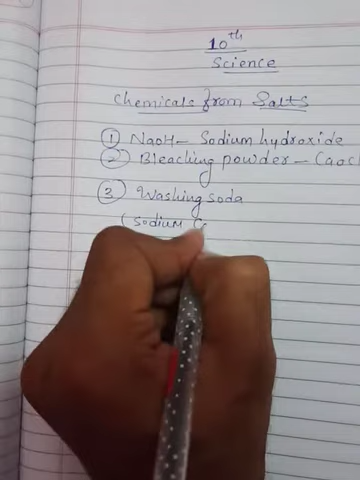 10th
Science
Chemicals from Salts
① NaOH - Sodium hydroxide
② Bleaching powder - CaOCl
③ Washing soda
(Sodium